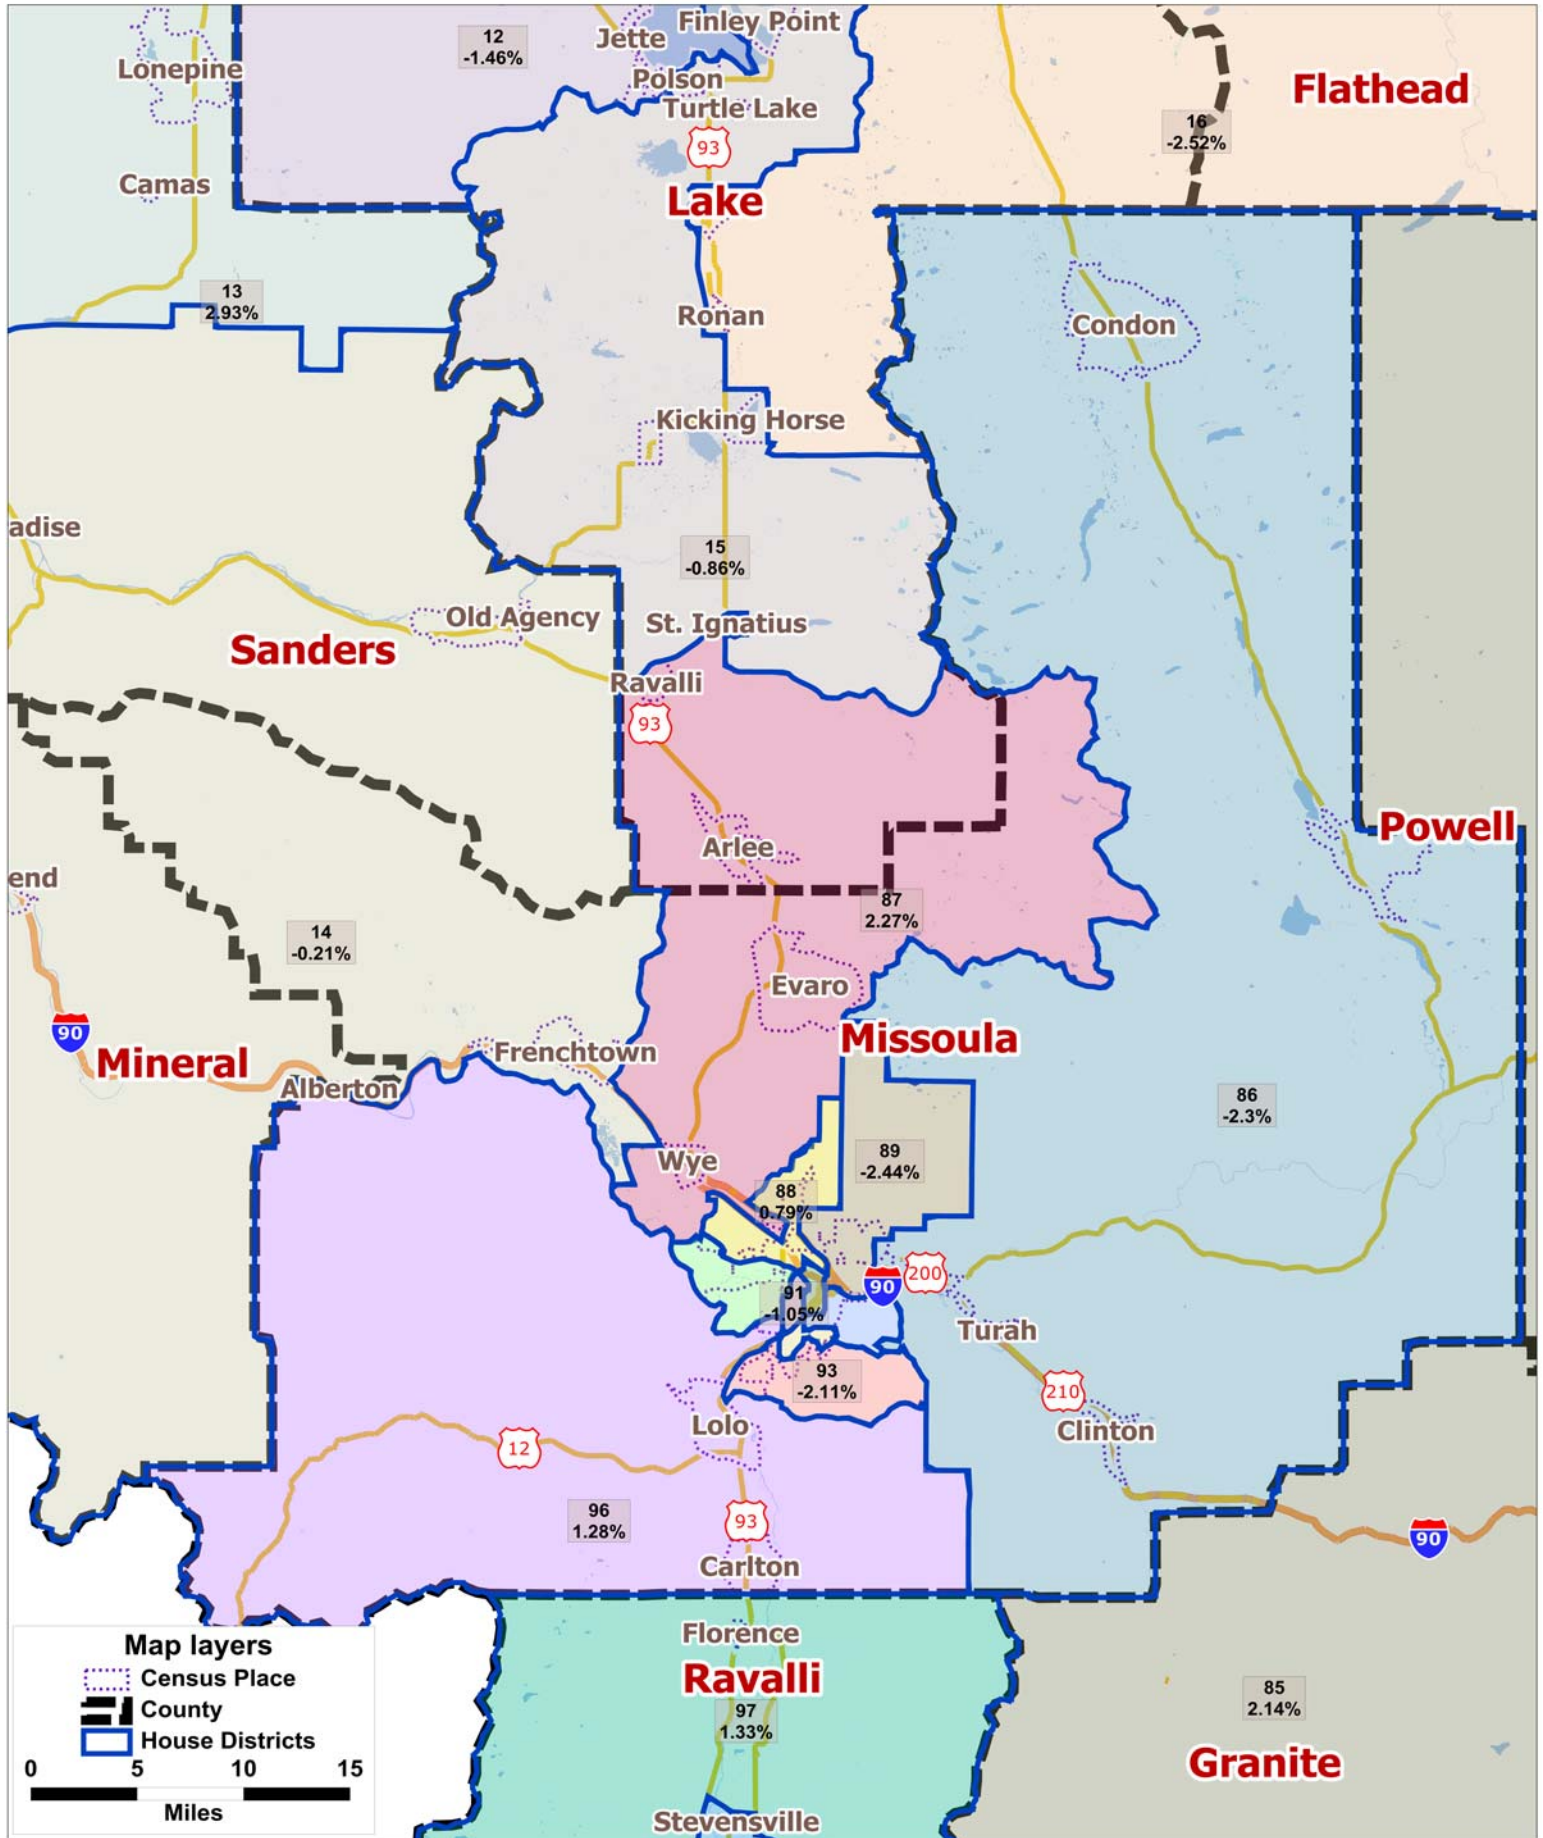 Finley Point
12
-1.46%
Jette
Lonepine
Polson
Flathead
Turtle Lake
16
-2.52%
93
Camas
Lake
13
2.93%
Ronan
Condon
Kicking Horse
adise
15
-0.86%
Old Agency
St. Ignatius
Sanders
Ravalli
93
Powell
Arlee
end
87
2.27%
14
-0.21%
Evaro
90
Missoula
Frenchtown
Mineral
Alberton
86
-2.3%
89
-2.44%
Wye
88
0.79%
200
90
91
-1.05%
Turah
93
-2.11%
210
Lolo
Clinton
12
96
1.28%
93
90
Carlton
Florence
Map layers
Census Place
County
House Districts
0 5 10 15
Miles
Ravalli
97
1.33%
85
2.14%
Granite
Stevensville